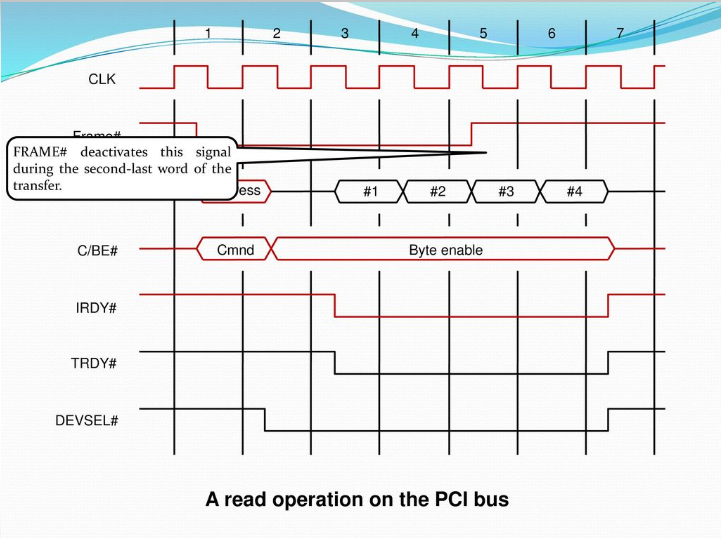 1 2 3 4 5 6 7
CLK
FRAME# deactivates this signal
during the second-last word of the
transfer.
#1 #2 #3 #4
C/BE# Cmnd Byte enable
IRDY#
TRDY#
DEVSEL#
A read operation on the PCI bus